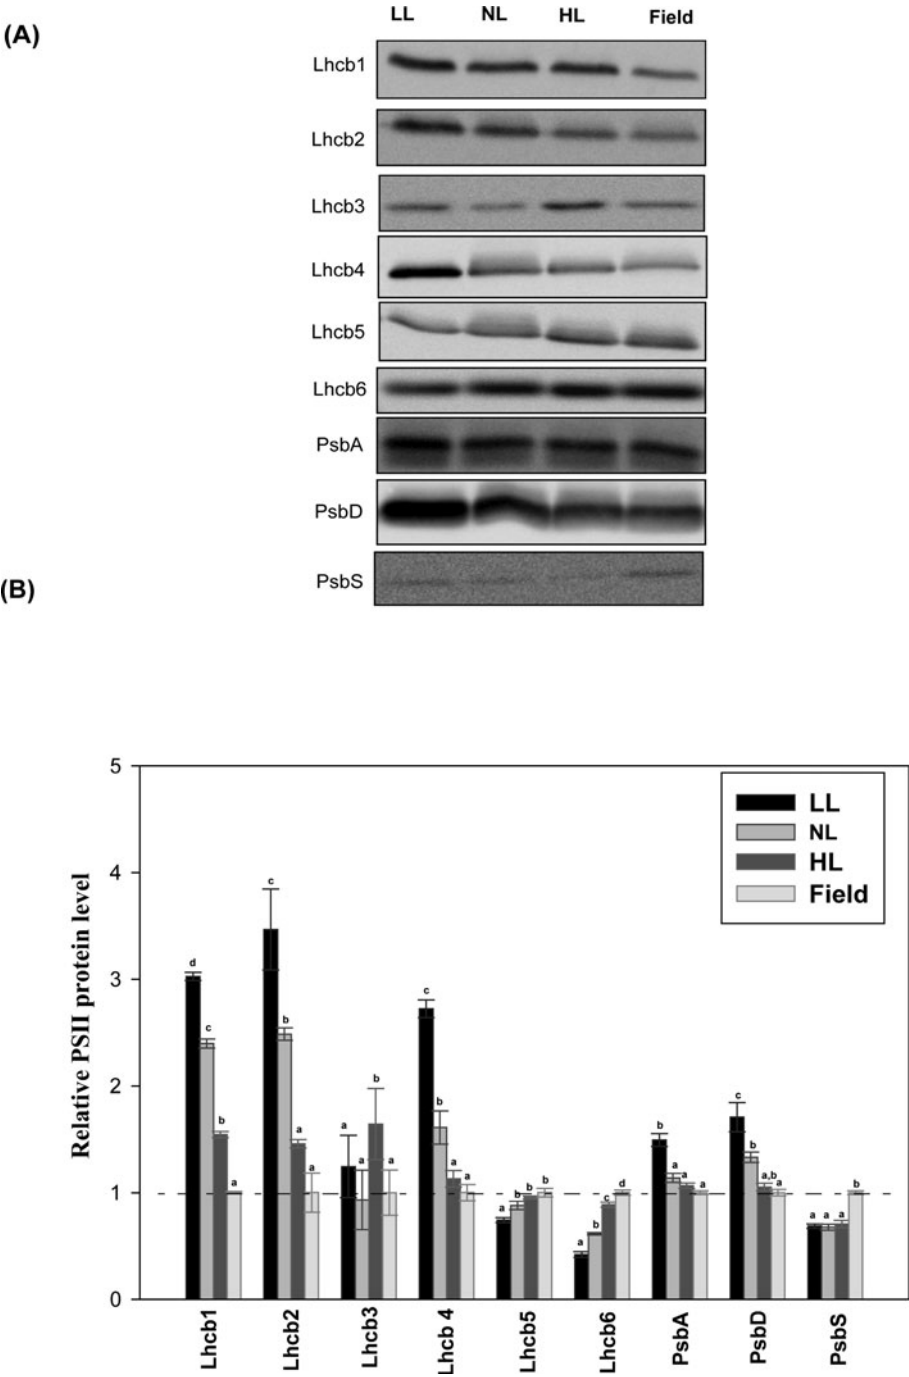 (A)
LL NL HL Field
Lhcb1
Lhcb2
Lhcb3
Lhcb4
Lhcb5
Lhcb6
PsbA
PsbD
PsbS
(B)
Relative PSII protein level
5
4
3
2
1
0
LL
NL
HL
Field
d c b a
c b a a
a a b a
c b a a
a b b b
a b c d
b a a a
c b a,b a
a a a b
Lhcb1 Lhcb2 Lhcb3 Lhcb 4 Lhcb5 Lhcb6 PsbA PsbD PsbS